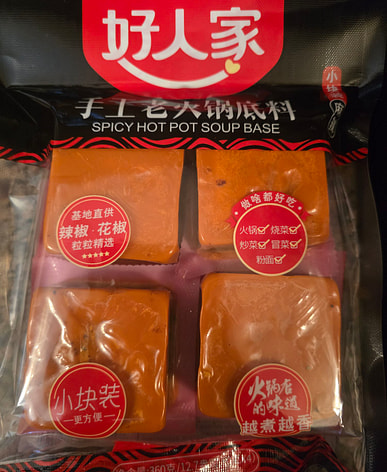 好人家
小块装
手工老火锅底料
SPICY HOT POT SOUP BASE
基地直供
辣椒·花椒
粒粒精选
做啥都好吃
火锅 烧菜
炒菜 冒菜
粉面
小块装
更方便
火锅店
的味道
越煮越香